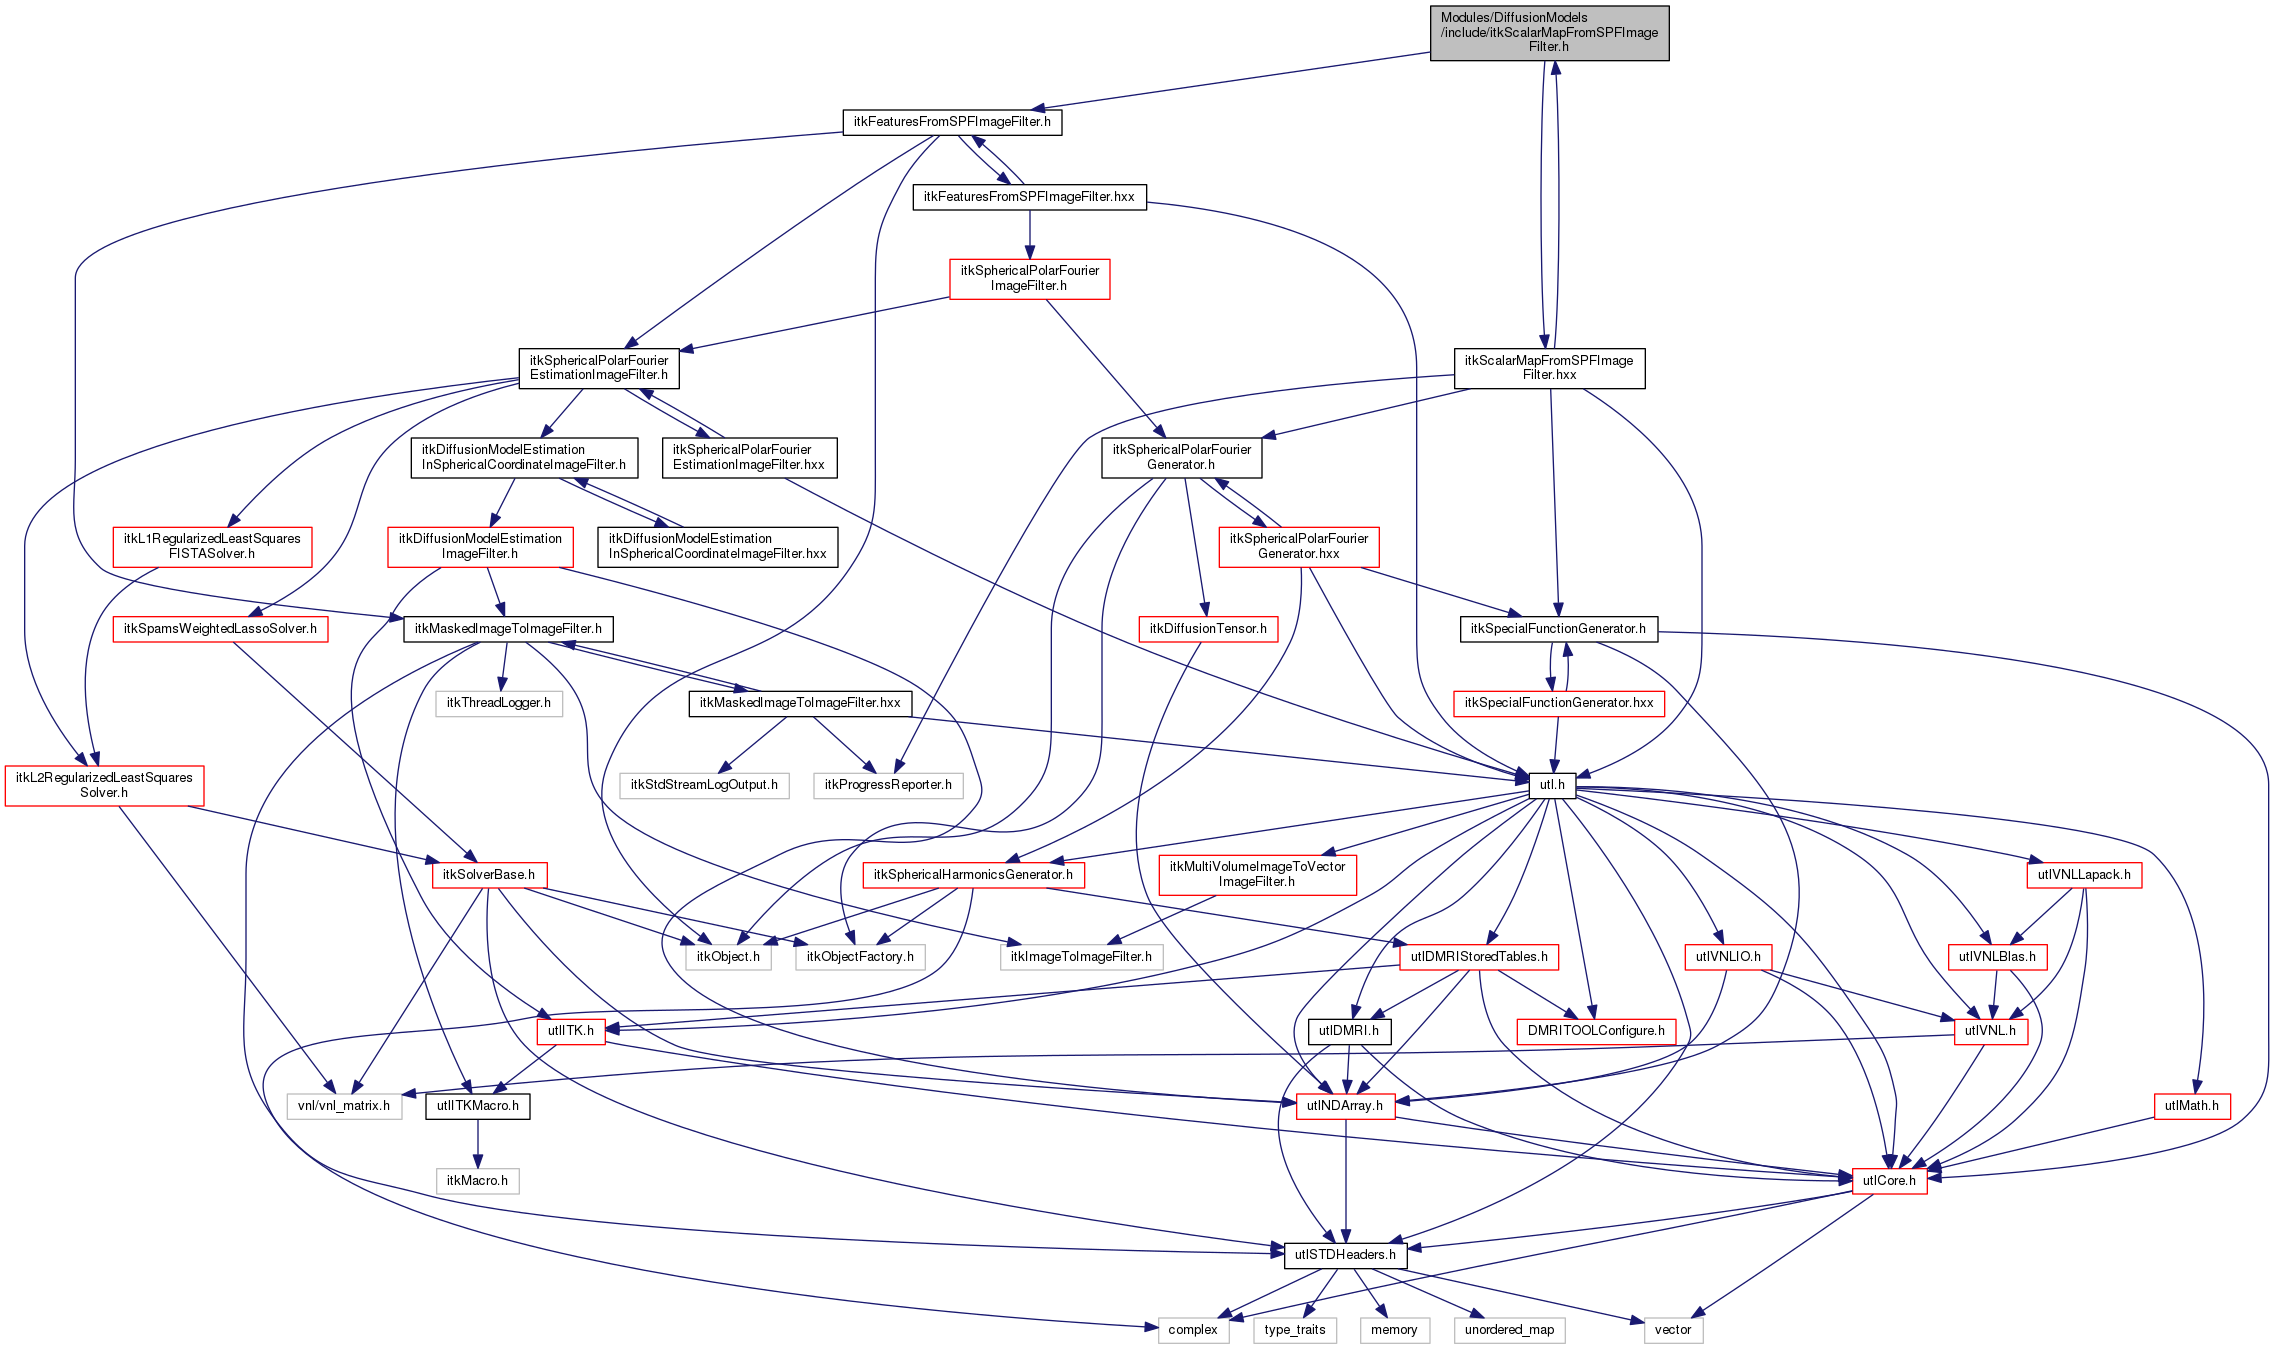 Modules/DiffusionModels
/include/itkScalarMapFromSPFImage
Filter.h
itkFeaturesFromSPFImageFilter.h
itkFeaturesFromSPFImageFilter.hxx
itkSphericalPolarFourier
ImageFilter.h
itkSphericalPolarFourier
EstimationImageFilter.h
itkScalarMapFromSPFImage
Filter.hxx
itkDiffusionModelEstimation
InSphericalCoordinateImageFilter.h
itkSphericalPolarFourier
EstimationImageFilter.hxx
itkSphericalPolarFourier
Generator.h
itkL1RegularizedLeastSquares
FISTASolver.h
itkDiffusionModelEstimation
ImageFilter.h
itkDiffusionModelEstimation
InSphericalCoordinateImageFilter.hxx
itkSphericalPolarFourier
Generator.hxx
itkSpamsWeightedLassoSolver.h
itkMaskedImageToImageFilter.h
itkDiffusionTensor.h
itkSpecialFunctionGenerator.h
itkThreadLogger.h
itkMaskedImageToImageFilter.hxx
itkSpecialFunctionGenerator.hxx
itkL2RegularizedLeastSquares
Solver.h
itkStdStreamLogOutput.h
itkProgressReporter.h
utl.h
itkSolverBase.h
itkSphericalHarmonicsGenerator.h
itkMultiVolumeImageToVector
ImageFilter.h
utlVNLLapack.h
itkObject.h
itkObjectFactory.h
itkImageToImageFilter.h
utlDMRIStoredTables.h
utlVNLIO.h
utlVNLBlas.h
utlITK.h
utlDMRI.h
DMRITOOLConfigure.h
utlVNL.h
vnl/vnl_matrix.h
utlITKMacro.h
utlNDArray.h
utlMath.h
itkMacro.h
utlCore.h
utlSTDHeaders.h
complex
type_traits
memory
unordered_map
vector